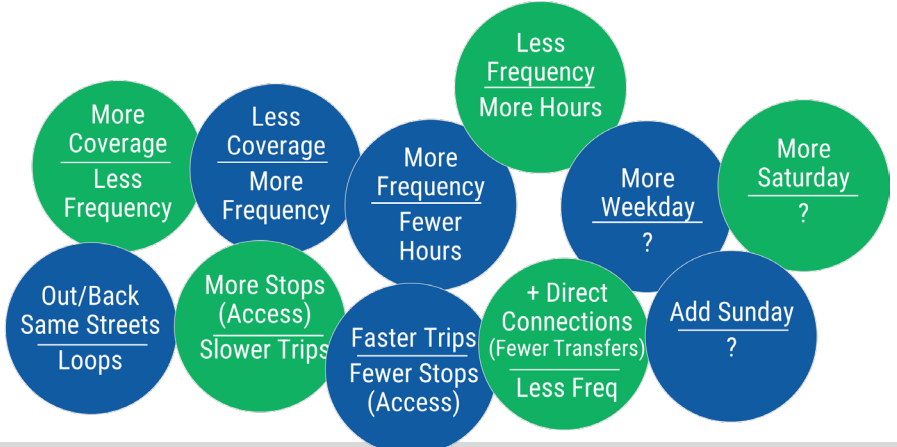 More
Coverage
Less
Frequency
Less
Coverage
More
Frequency
More
Frequency
Fewer
Hours
Less
Frequency
More Hours
More
Weekday
?
More
Saturday
?
Out/Back
Same Streets
Loops
More Stops
(Access)
Slower Trips
Faster Trips
Fewer Stops
(Access)
+ Direct
Connections
(Fewer Transfers)
Less Freq
Add Sunday
?